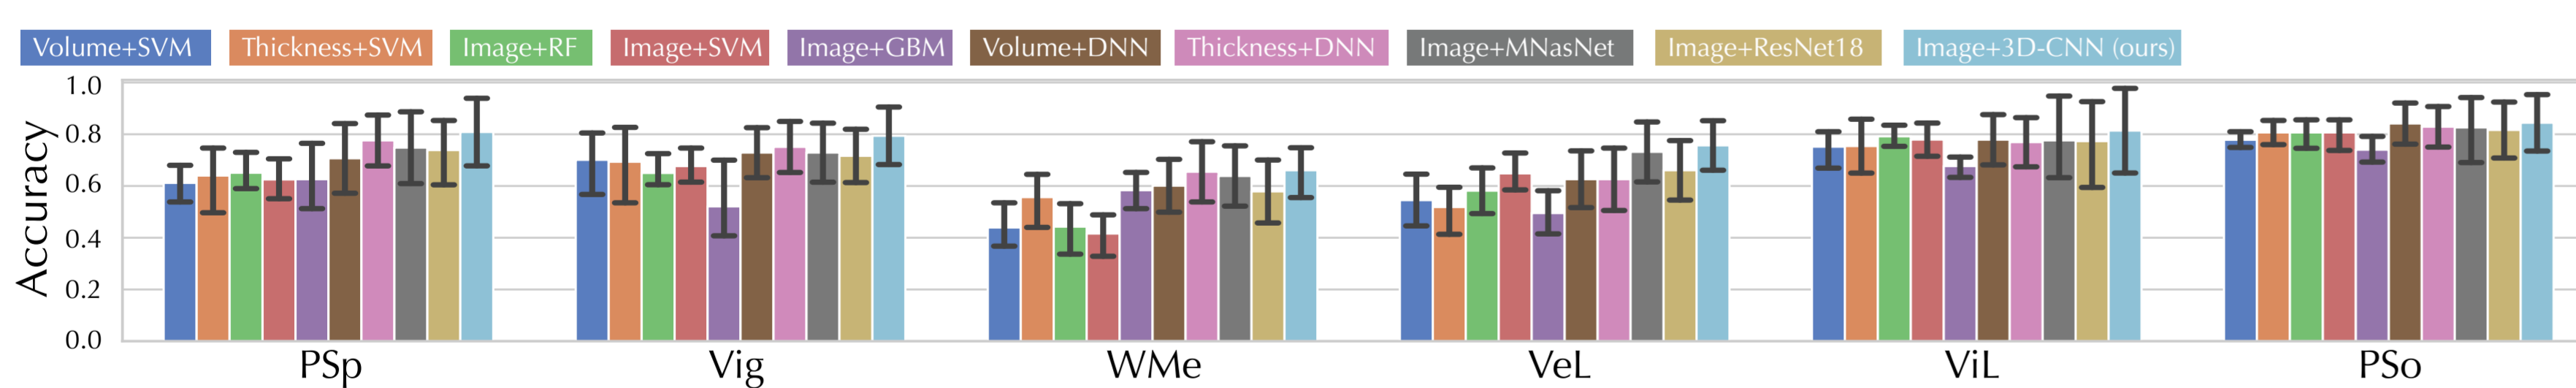 Volume+SVM Thickness+SVM Image+RF Image+SVM Image+GBM Volume+DNN Thickness+DNN Image+MNasNet Image+ResNet18 Image+3D-CNN (ours)
Accuracy
1.0
0.8
0.6
0.4
0.2
0.0
PSp Vig WMe VeL ViL PSo